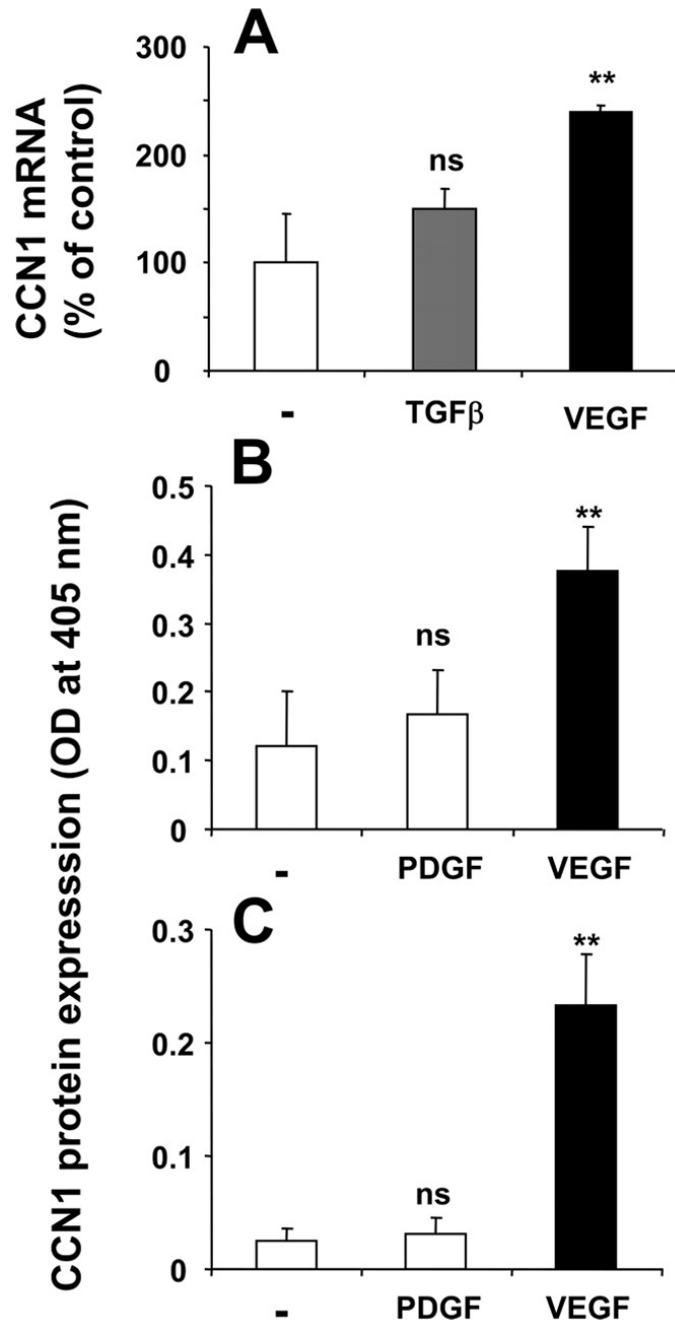 A
CCN1 mRNA
(% of control)
300
200
100
0
ns
**
-
TGFβ
VEGF
B
CCN1 protein expresssion (OD at 405 nm)
0.5
0.4
0.3
0.2
0.1
0
ns
**
-
PDGF
VEGF
C
0.3
0.2
0.1
0
ns
**
-
PDGF
VEGF